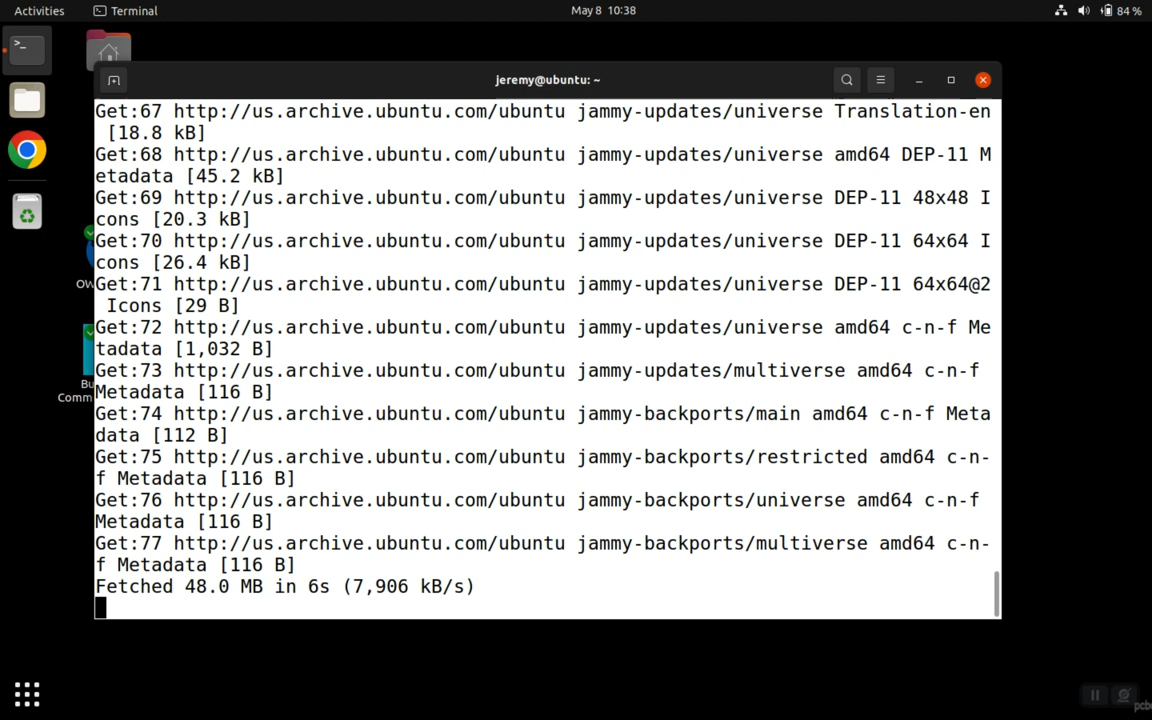 Activities
Terminal
May 8 10:38
84 %
jeremy@ubuntu: ~
Get:67 http://us.archive.ubuntu.com/ubuntu jammy-updates/universe Translation-en
[18.8 kB]
Get:68 http://us.archive.ubuntu.com/ubuntu jammy-updates/universe amd64 DEP-11 M
etadata [45.2 kB]
Get:69 http://us.archive.ubuntu.com/ubuntu jammy-updates/universe DEP-11 48x48 I
cons [20.3 kB]
Get:70 http://us.archive.ubuntu.com/ubuntu jammy-updates/universe DEP-11 64x64 I
cons [26.4 kB]
Get:71 http://us.archive.ubuntu.com/ubuntu jammy-updates/universe DEP-11 64x64@2
Icons [29 B]
Get:72 http://us.archive.ubuntu.com/ubuntu jammy-updates/universe amd64 c-n-f Me
tadata [1,032 B]
Get:73 http://us.archive.ubuntu.com/ubuntu jammy-updates/multiverse amd64 c-n-f
Metadata [116 B]
Get:74 http://us.archive.ubuntu.com/ubuntu jammy-backports/main amd64 c-n-f Meta
data [112 B]
Get:75 http://us.archive.ubuntu.com/ubuntu jammy-backports/restricted amd64 c-n-
f Metadata [116 B]
Get:76 http://us.archive.ubuntu.com/ubuntu jammy-backports/universe amd64 c-n-f
Metadata [116 B]
Get:77 http://us.archive.ubuntu.com/ubuntu jammy-backports/multiverse amd64 c-n-
f Metadata [116 B]
Fetched 48.0 MB in 6s (7,906 kB/s)
OW
Bu
Comm